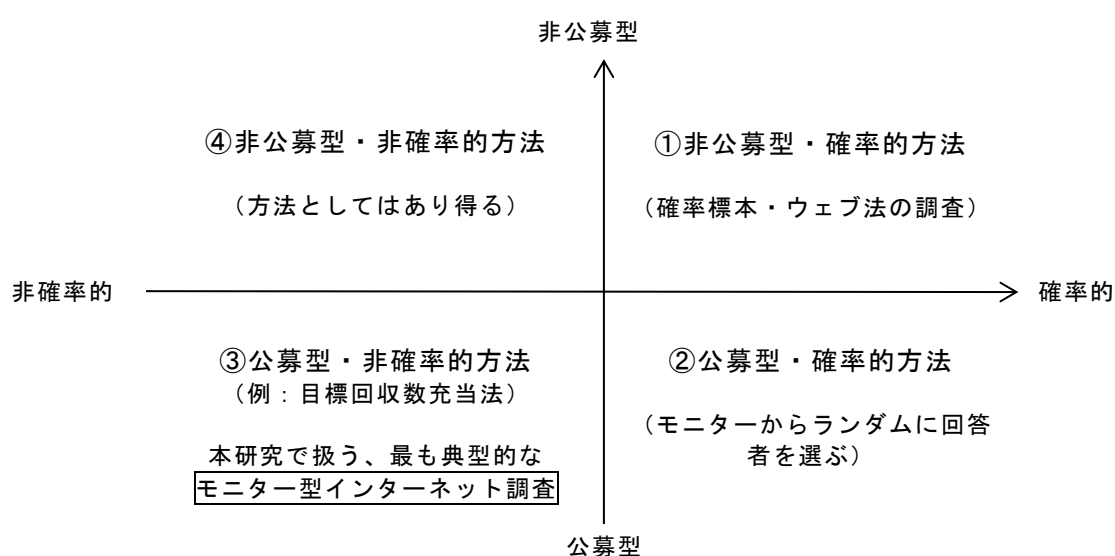 非公募型
④非公募型・非確率的方法
（方法としてはあり得る）
①非公募型・確率的方法
（確率標本・ウェブ法の調査）
非確率的
確率的
③公募型・非確率的方法
（例：目標回収数充当法）
本研究で扱う、最も典型的な
モニター型インターネット調査
②公募型・確率的方法
（モニターからランダムに回答
者を選ぶ）
公募型